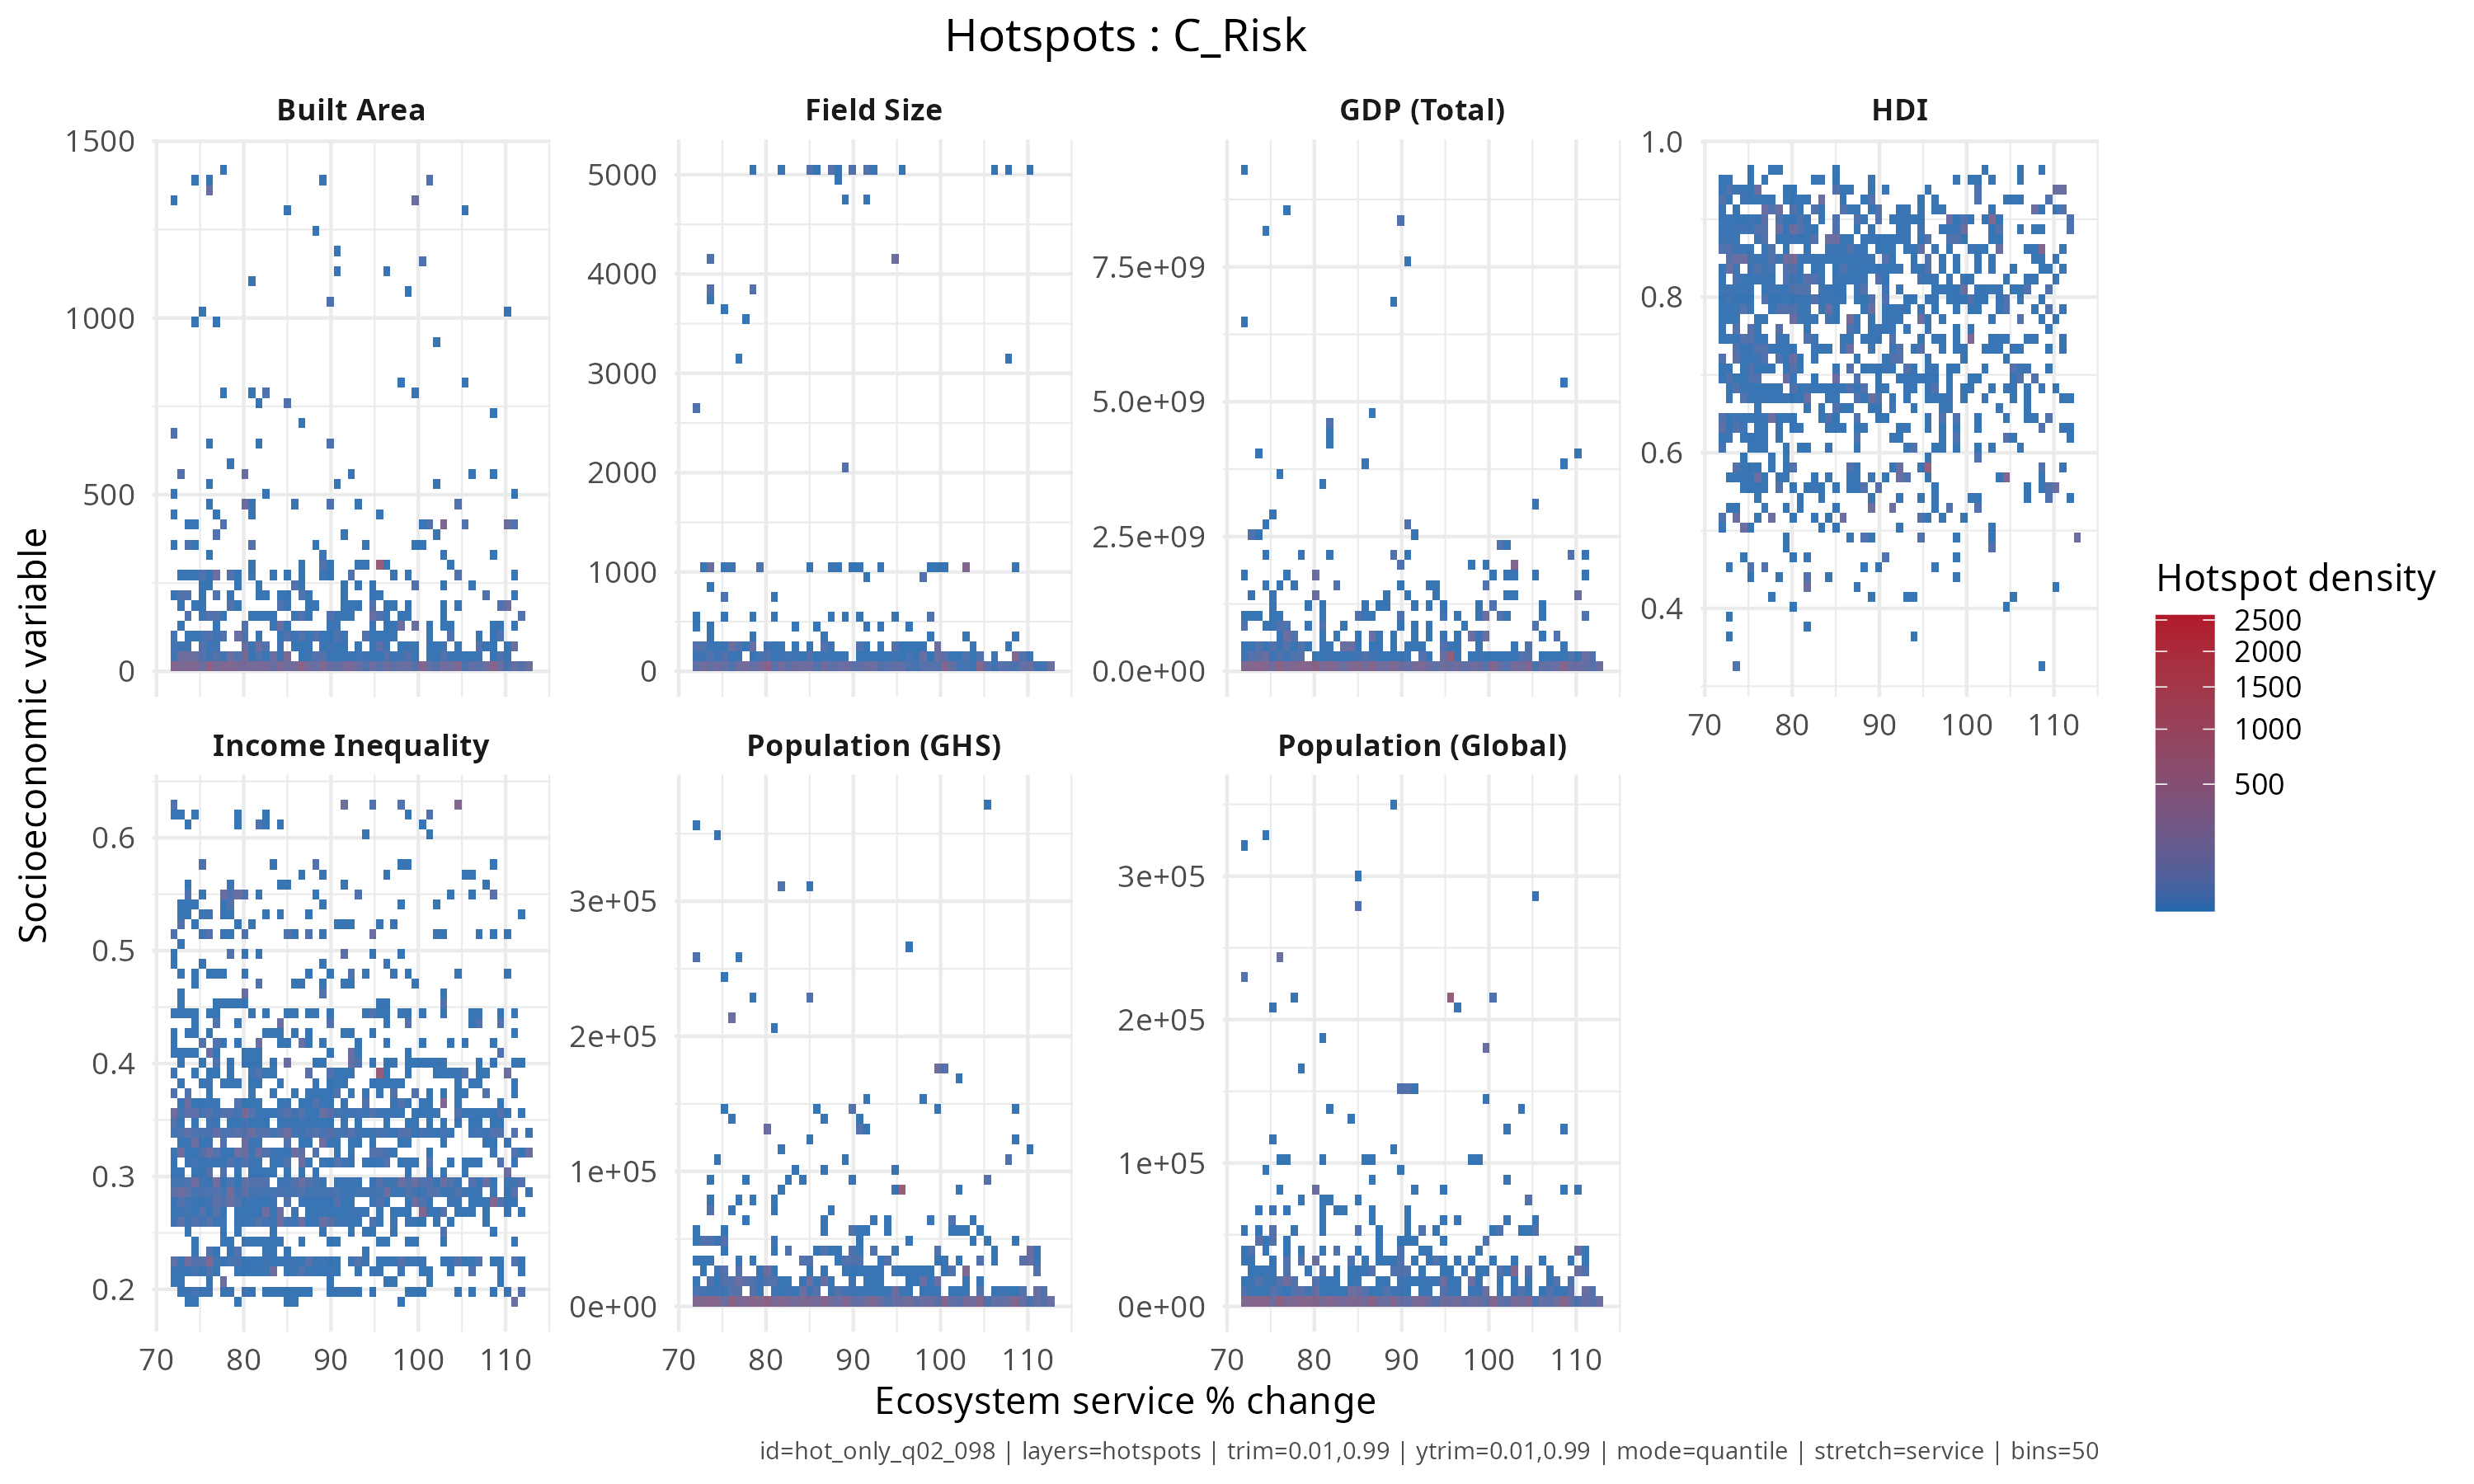 Hotspots : C_Risk
Built Area
Field Size
GDP (Total)
HDI
1500
1000
500
0
5000
4000
3000
2000
1000
0
7.5e+09
5.0e+09
2.5e+09
0.0e+00
1.0
0.8
0.6
0.4
70 80 90 100 110
Income Inequality
Population (GHS)
Population (Global)
0.6
0.5
0.4
0.3
0.2
3e+05
2e+05
1e+05
0e+00
3e+05
2e+05
1e+05
0e+00
70 80 90 100 110
70 80 90 100 110
70 80 90 100 110
Socioeconomic variable
Ecosystem service % change
Hotspot density
2500
2000
1500
1000
500
id=hot_only_q02_098 | layers=hotspots | trim=0.01,0.99 | ytrim=0.01,0.99 | mode=quantile | stretch=service | bins=50